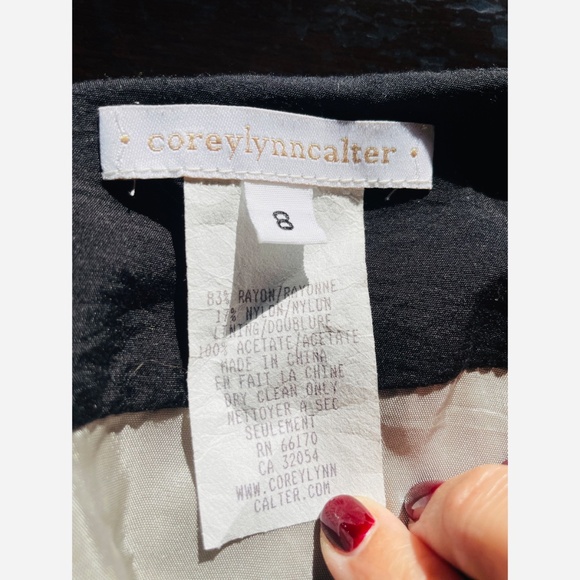 coreylynncalter
8
83% RAYON/RAYONNE
17% NYLON/NYLON
LINING/DOUBLURE
100% ACETATE/ACETATE
MADE IN CHINA
EN FAIT LA CHINE
DRY CLEAN ONLY
NETTOYER A SEC
SEULEMENT
RN 66170
CA 32054
WWW.COREYLYNN
CALTER.COM